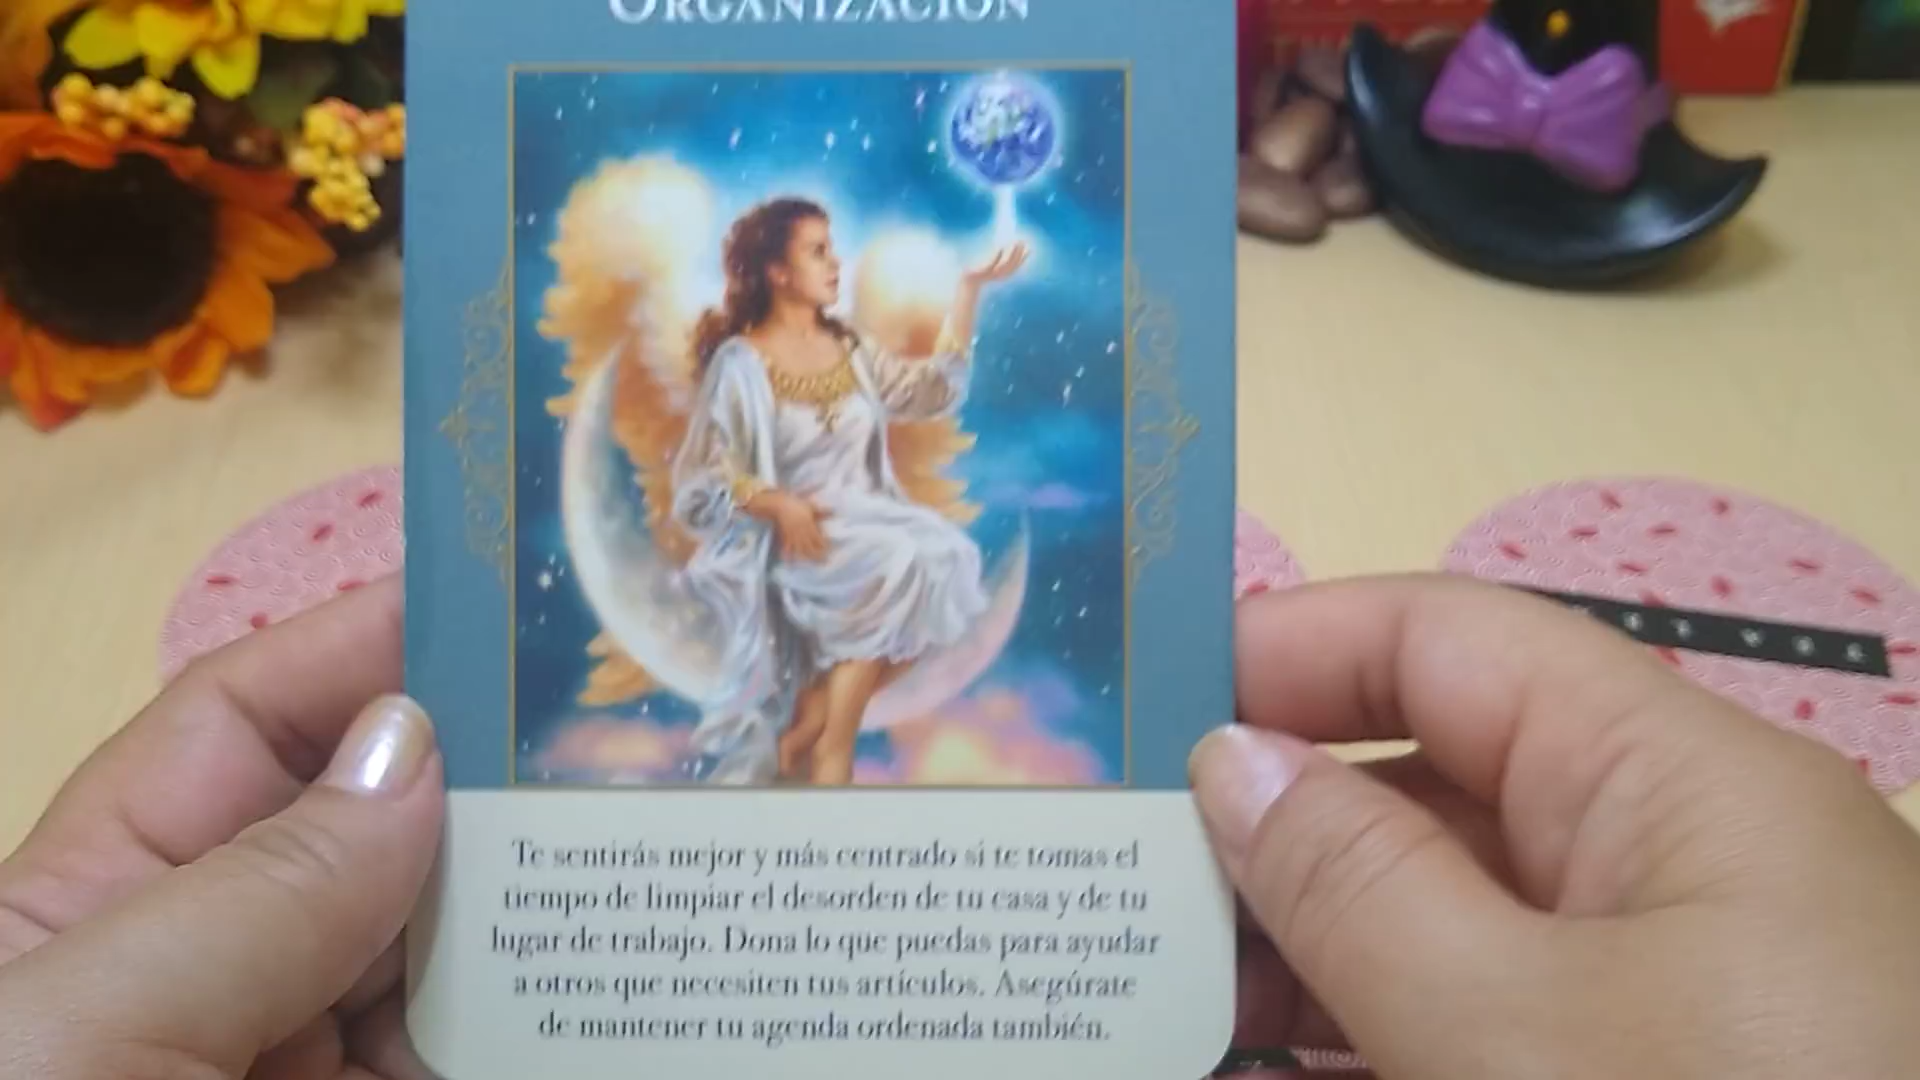 ORGANIZACIÓN
Te sentirás mejor y más centrado si te tomas el
tiempo de limpiar el desorden de tu casa y de tu
lugar de trabajo. Dona lo que puedas para ayudar
a otros que necesiten tus artículos. Asegúrate
de mantener tu agenda ordenada también.